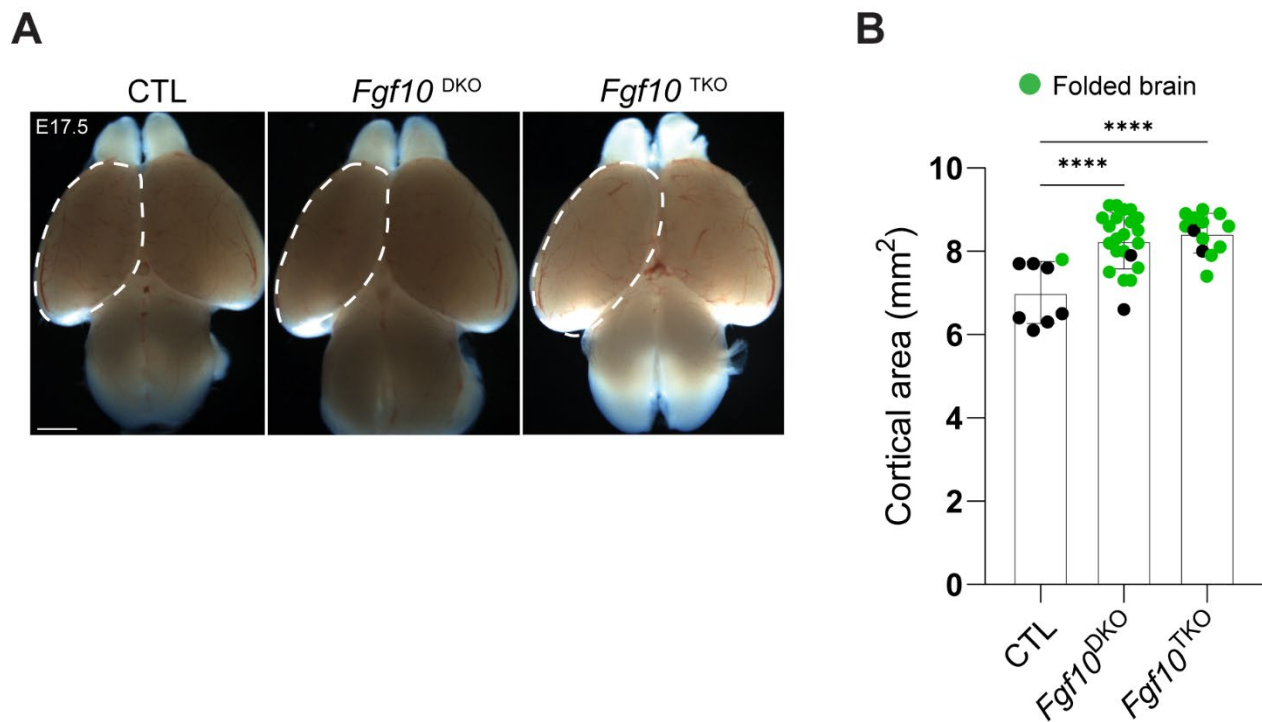 A
CTL
Fgf10 DKO
Fgf10 TKO
E17.5
B
Folded brain
****
****
10
8
6
4
2
0
Cortical area (mm²)
CTL
Fgf10DKO
Fgf10TKO